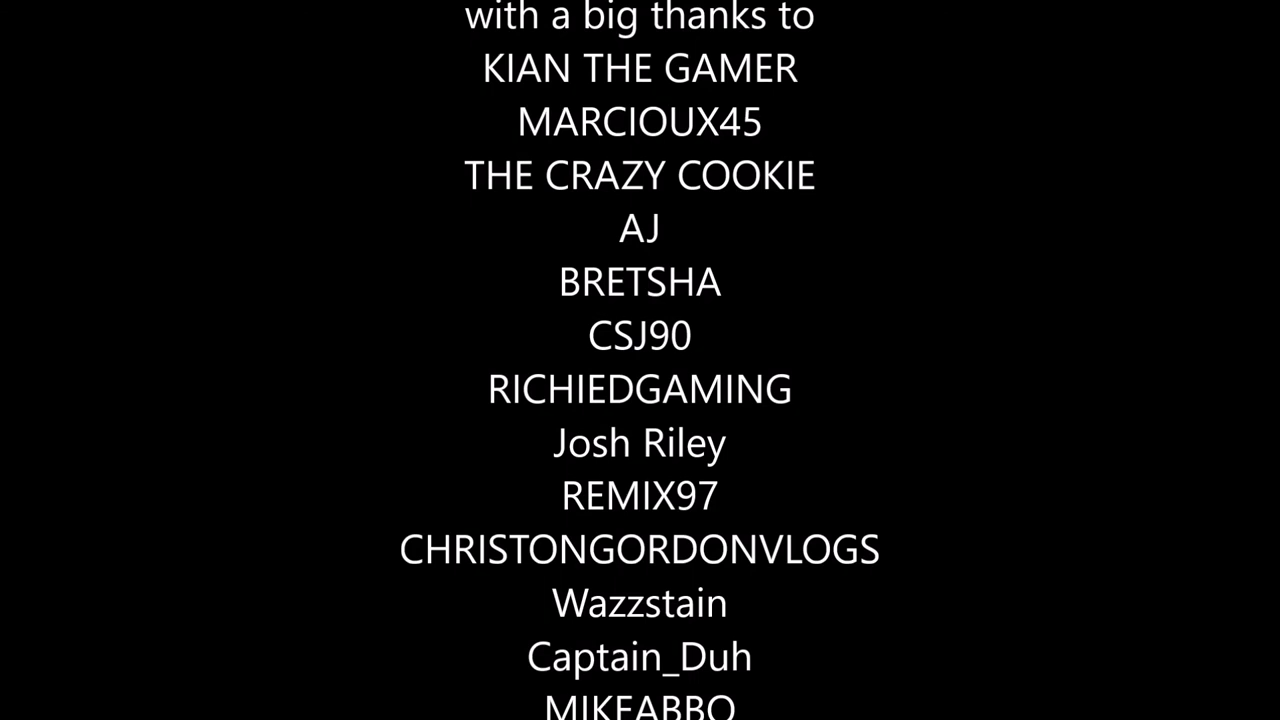 with a big thanks to
KIAN THE GAMER
MARCIOUX45
THE CRAZY COOKIE
AJ
BRETSHA
CSJ90
RICHIEDGAMING
Josh Riley
REMIX97
CHRISTONGORDONVLOGS
Wazzstain
Captain_Duh
MIKEABBO